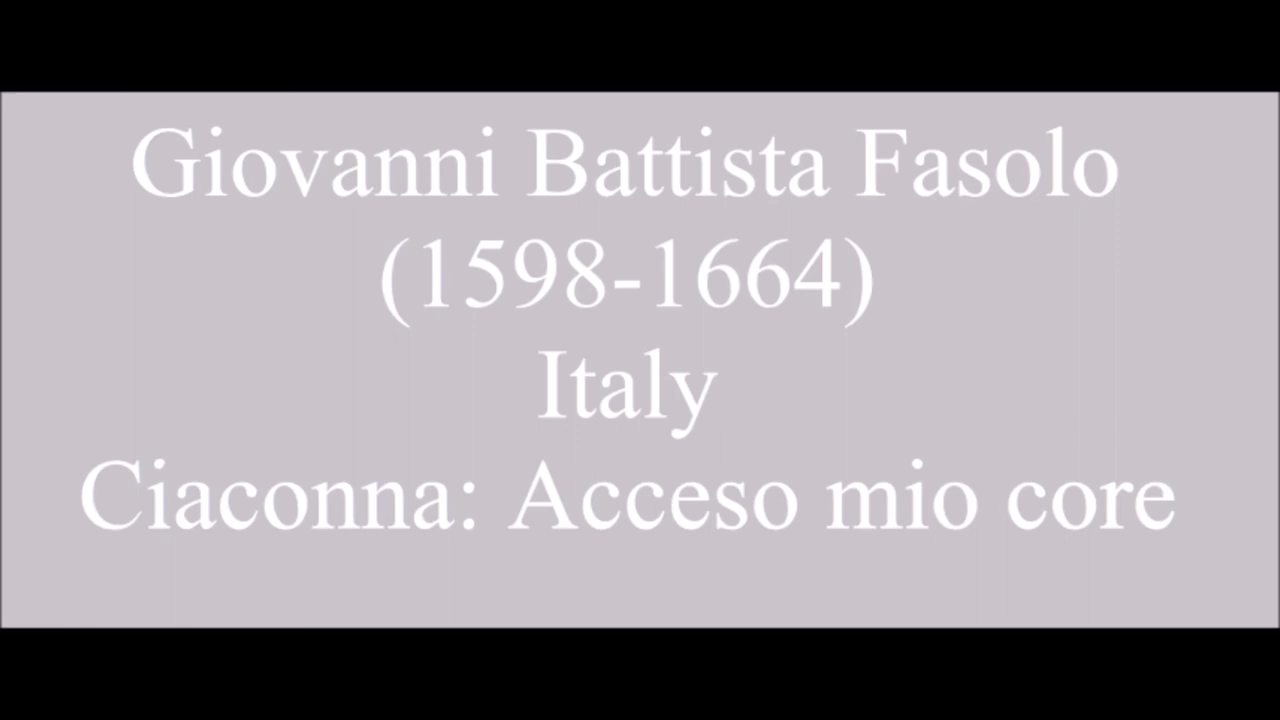 Giovanni Battista Fasolo
(1598-1664)
Italy
Ciaconna: Acceso mio core